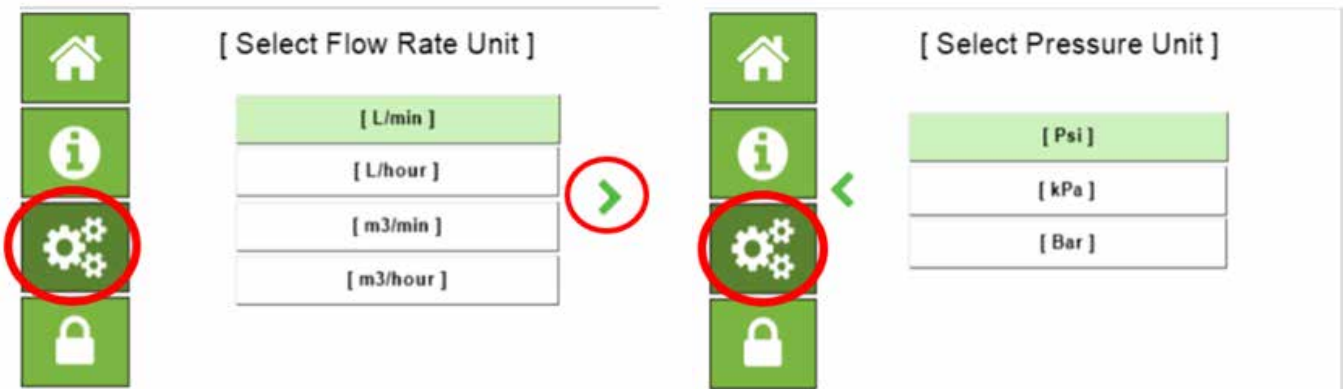 [ Select Flow Rate Unit ]
[ L/min ]
[ L/hour ]
[ m3/min ]
[ m3/hour ]
[ Select Pressure Unit ]
[ Psi ]
[ kPa ]
[ Bar ]